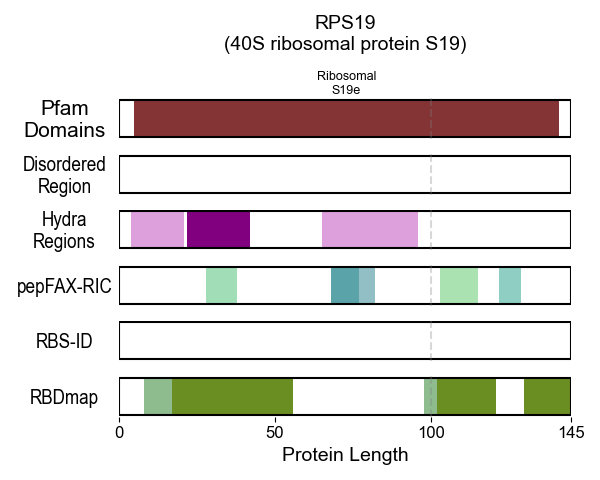 RPS19
(40S ribosomal protein S19)
Ribosomal
S19e
Pfam
Domains
Disordered
Region
Hydra
Regions
pepFAX-RIC
RBS-ID
RBDmap
0
50
100
145
Protein Length